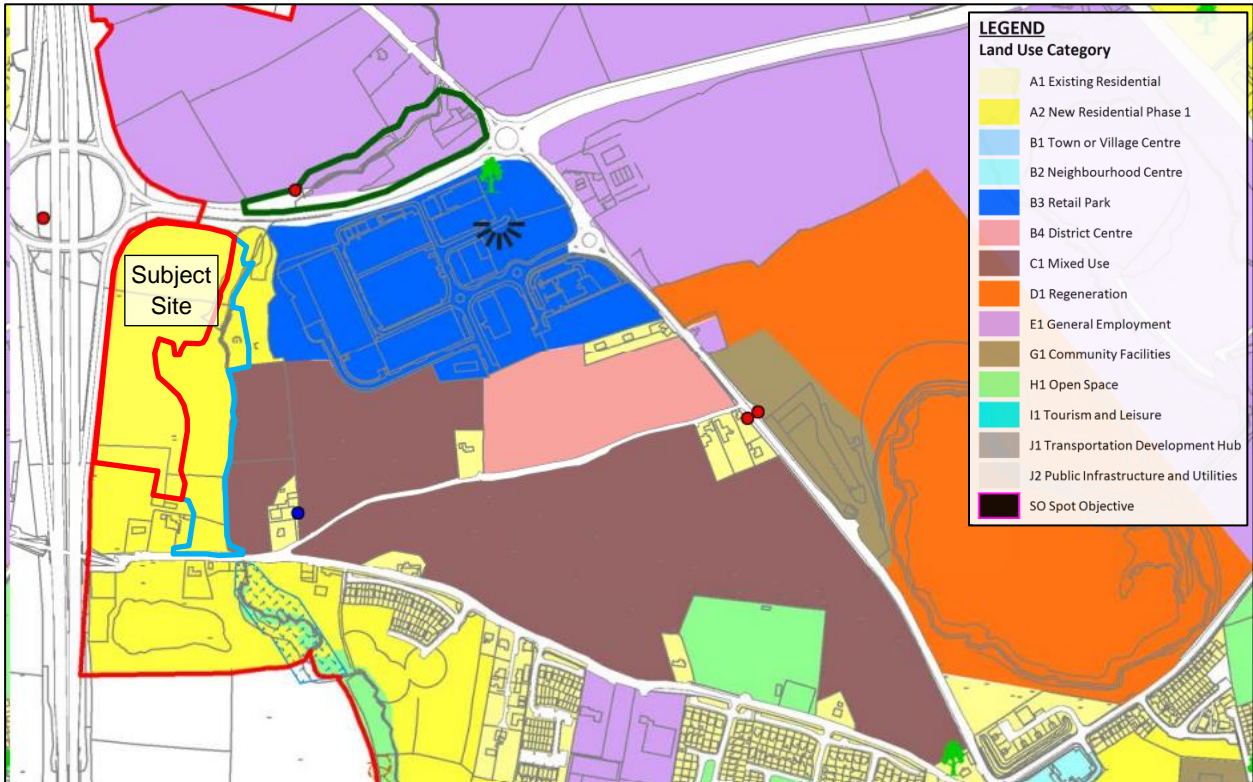 Subject
Site
LEGEND
Land Use Category
A1 Existing Residential
A2 New Residential Phase 1
B1 Town or Village Centre
B2 Neighbourhood Centre
B3 Retail Park
B4 District Centre
C1 Mixed Use
D1 Regeneration
E1 General Employment
G1 Community Facilities
H1 Open Space
I1 Tourism and Leisure
J1 Transportation Development Hub
J2 Public Infrastructure and Utilities
SO Spot Objective